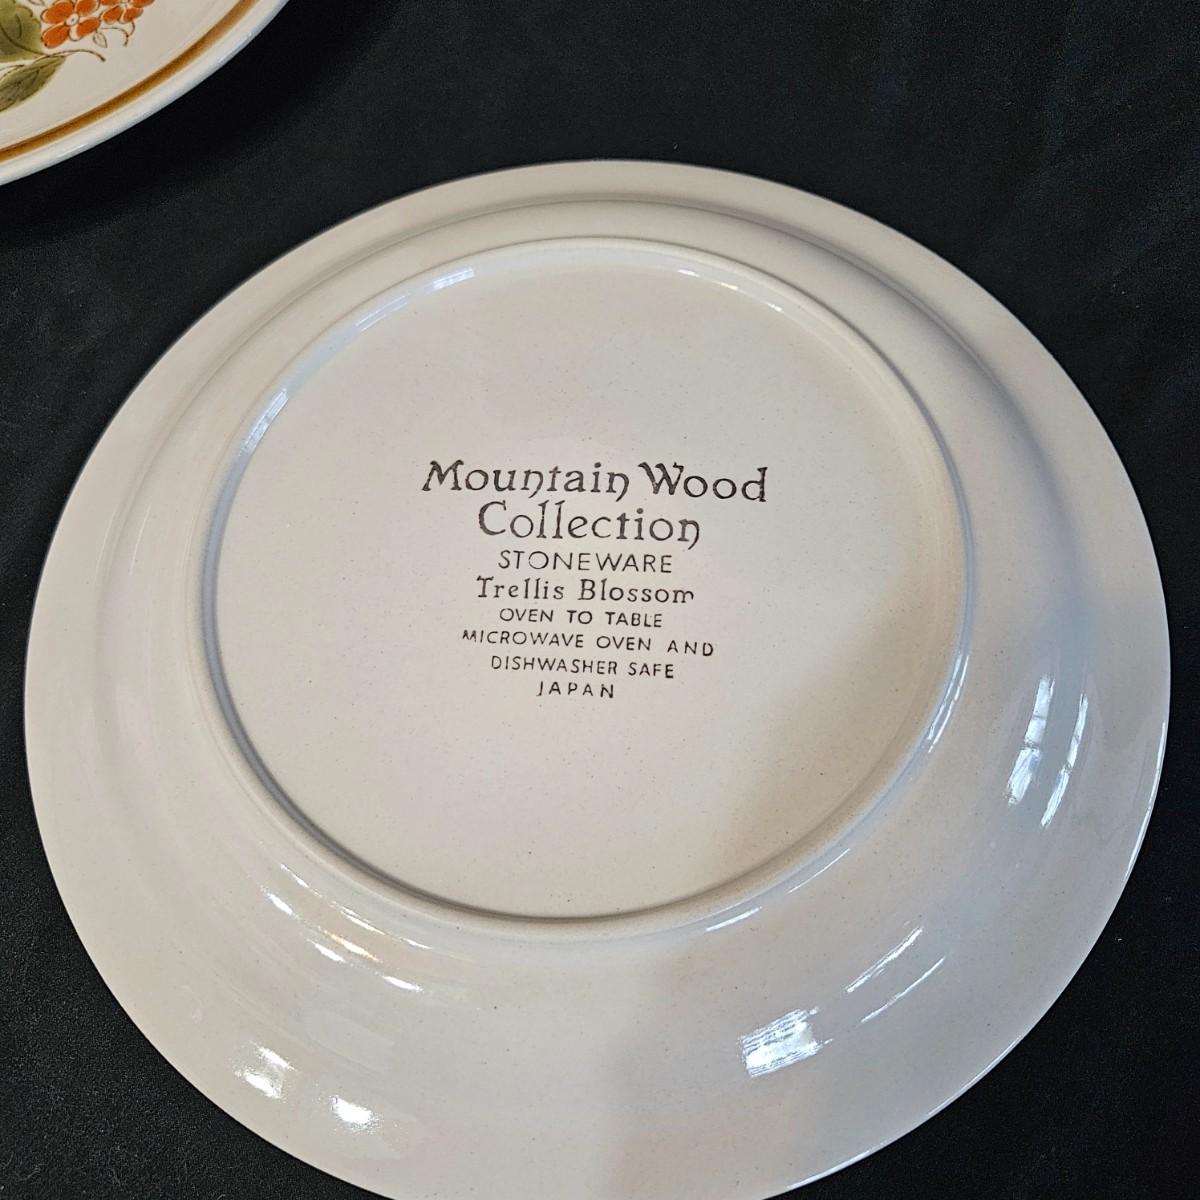 Mountain Wood
Collection
STONEWARE
Trellis Blossom
OVEN TO TABLE
MICROWAVE OVEN AND
DISHWASHER SAFE
JAPAN